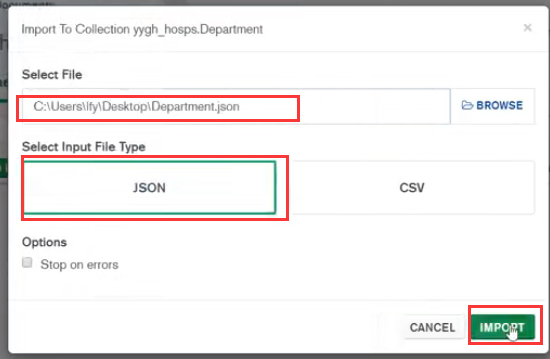 Import To Collection yygh_hosps.Department
×
Select File
C:\Users\lfy\Desktop\Department.json
BROWSE
Select Input File Type
JSON
CSV
Options
Stop on errors
CANCEL
IMPORT